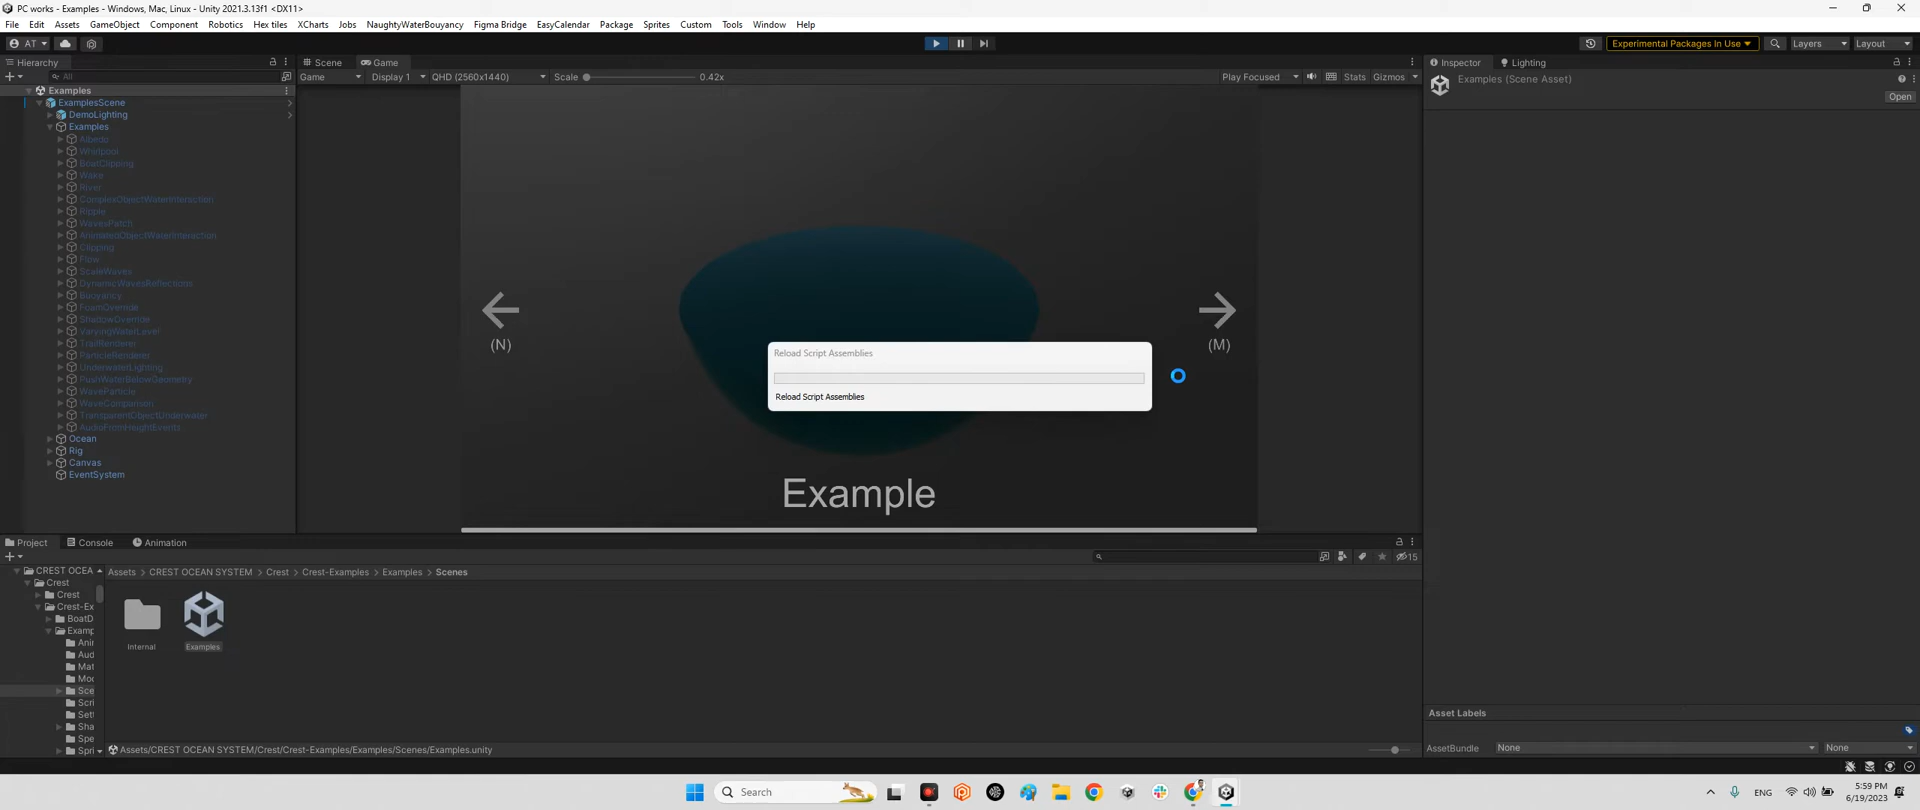 PC works - Examples - Windows, Mac, Linux - Unity 2021.3.13f1 <DX11>
File Edit Assets GameObject Component Robotics Hex tiles XCharts Jobs NaughtyWaterBouyancy Figma Bridge EasyCalendar Package Sprites Custom Tools Window Help
AT Experimental Packages In Use Layers Layout
Hierarchy Scene Game Inspector Lighting
All Game Display 1 QHD (2560x1440) Scale 0.42x Play Focused Stats Gizmos Examples (Scene Asset)
Open
Examples
ExamplesScene
DemoLighting
Examples
Albedo
Whirlpool
BoatClipping
Wake
River
ComplexObjectWaterInteraction
Ripple
WavesPatch
AnimatedObjectWaterInteraction
Clipping
Flow
ScaleWaves
DynamicWavesReflections
Buoyancy
FoamOverride
ShadowOverride
VaryingWaterLevel
TrailRenderer
ParticleRenderer
UnderwaterLighting
PushWaterBelowGeometry
WaveParticle
WaveComparison
TransparentObjectUnderwater
AudioFromHeightEvents
Ocean
Rig
Canvas
EventSystem
(N)
(M)
Reload Script Assemblies
Reload Script Assemblies
Example
Project Console Animation
15
CREST OCEA
Crest
Crest
Crest-Ex
BoatD
Examp
Anir
Aud
Mat
Moc
Sce
Scri
Sett
Sha
Spe
Spri
Assets > CREST OCEAN SYSTEM > Crest > Crest-Examples > Examples > Scenes
Internal
Examples
Assets/CREST OCEAN SYSTEM/Crest/Crest-Examples/Examples/Scenes/Examples.unity
Asset Labels
AssetBundle None None
Search
ENG
5:59 PM
6/19/2023